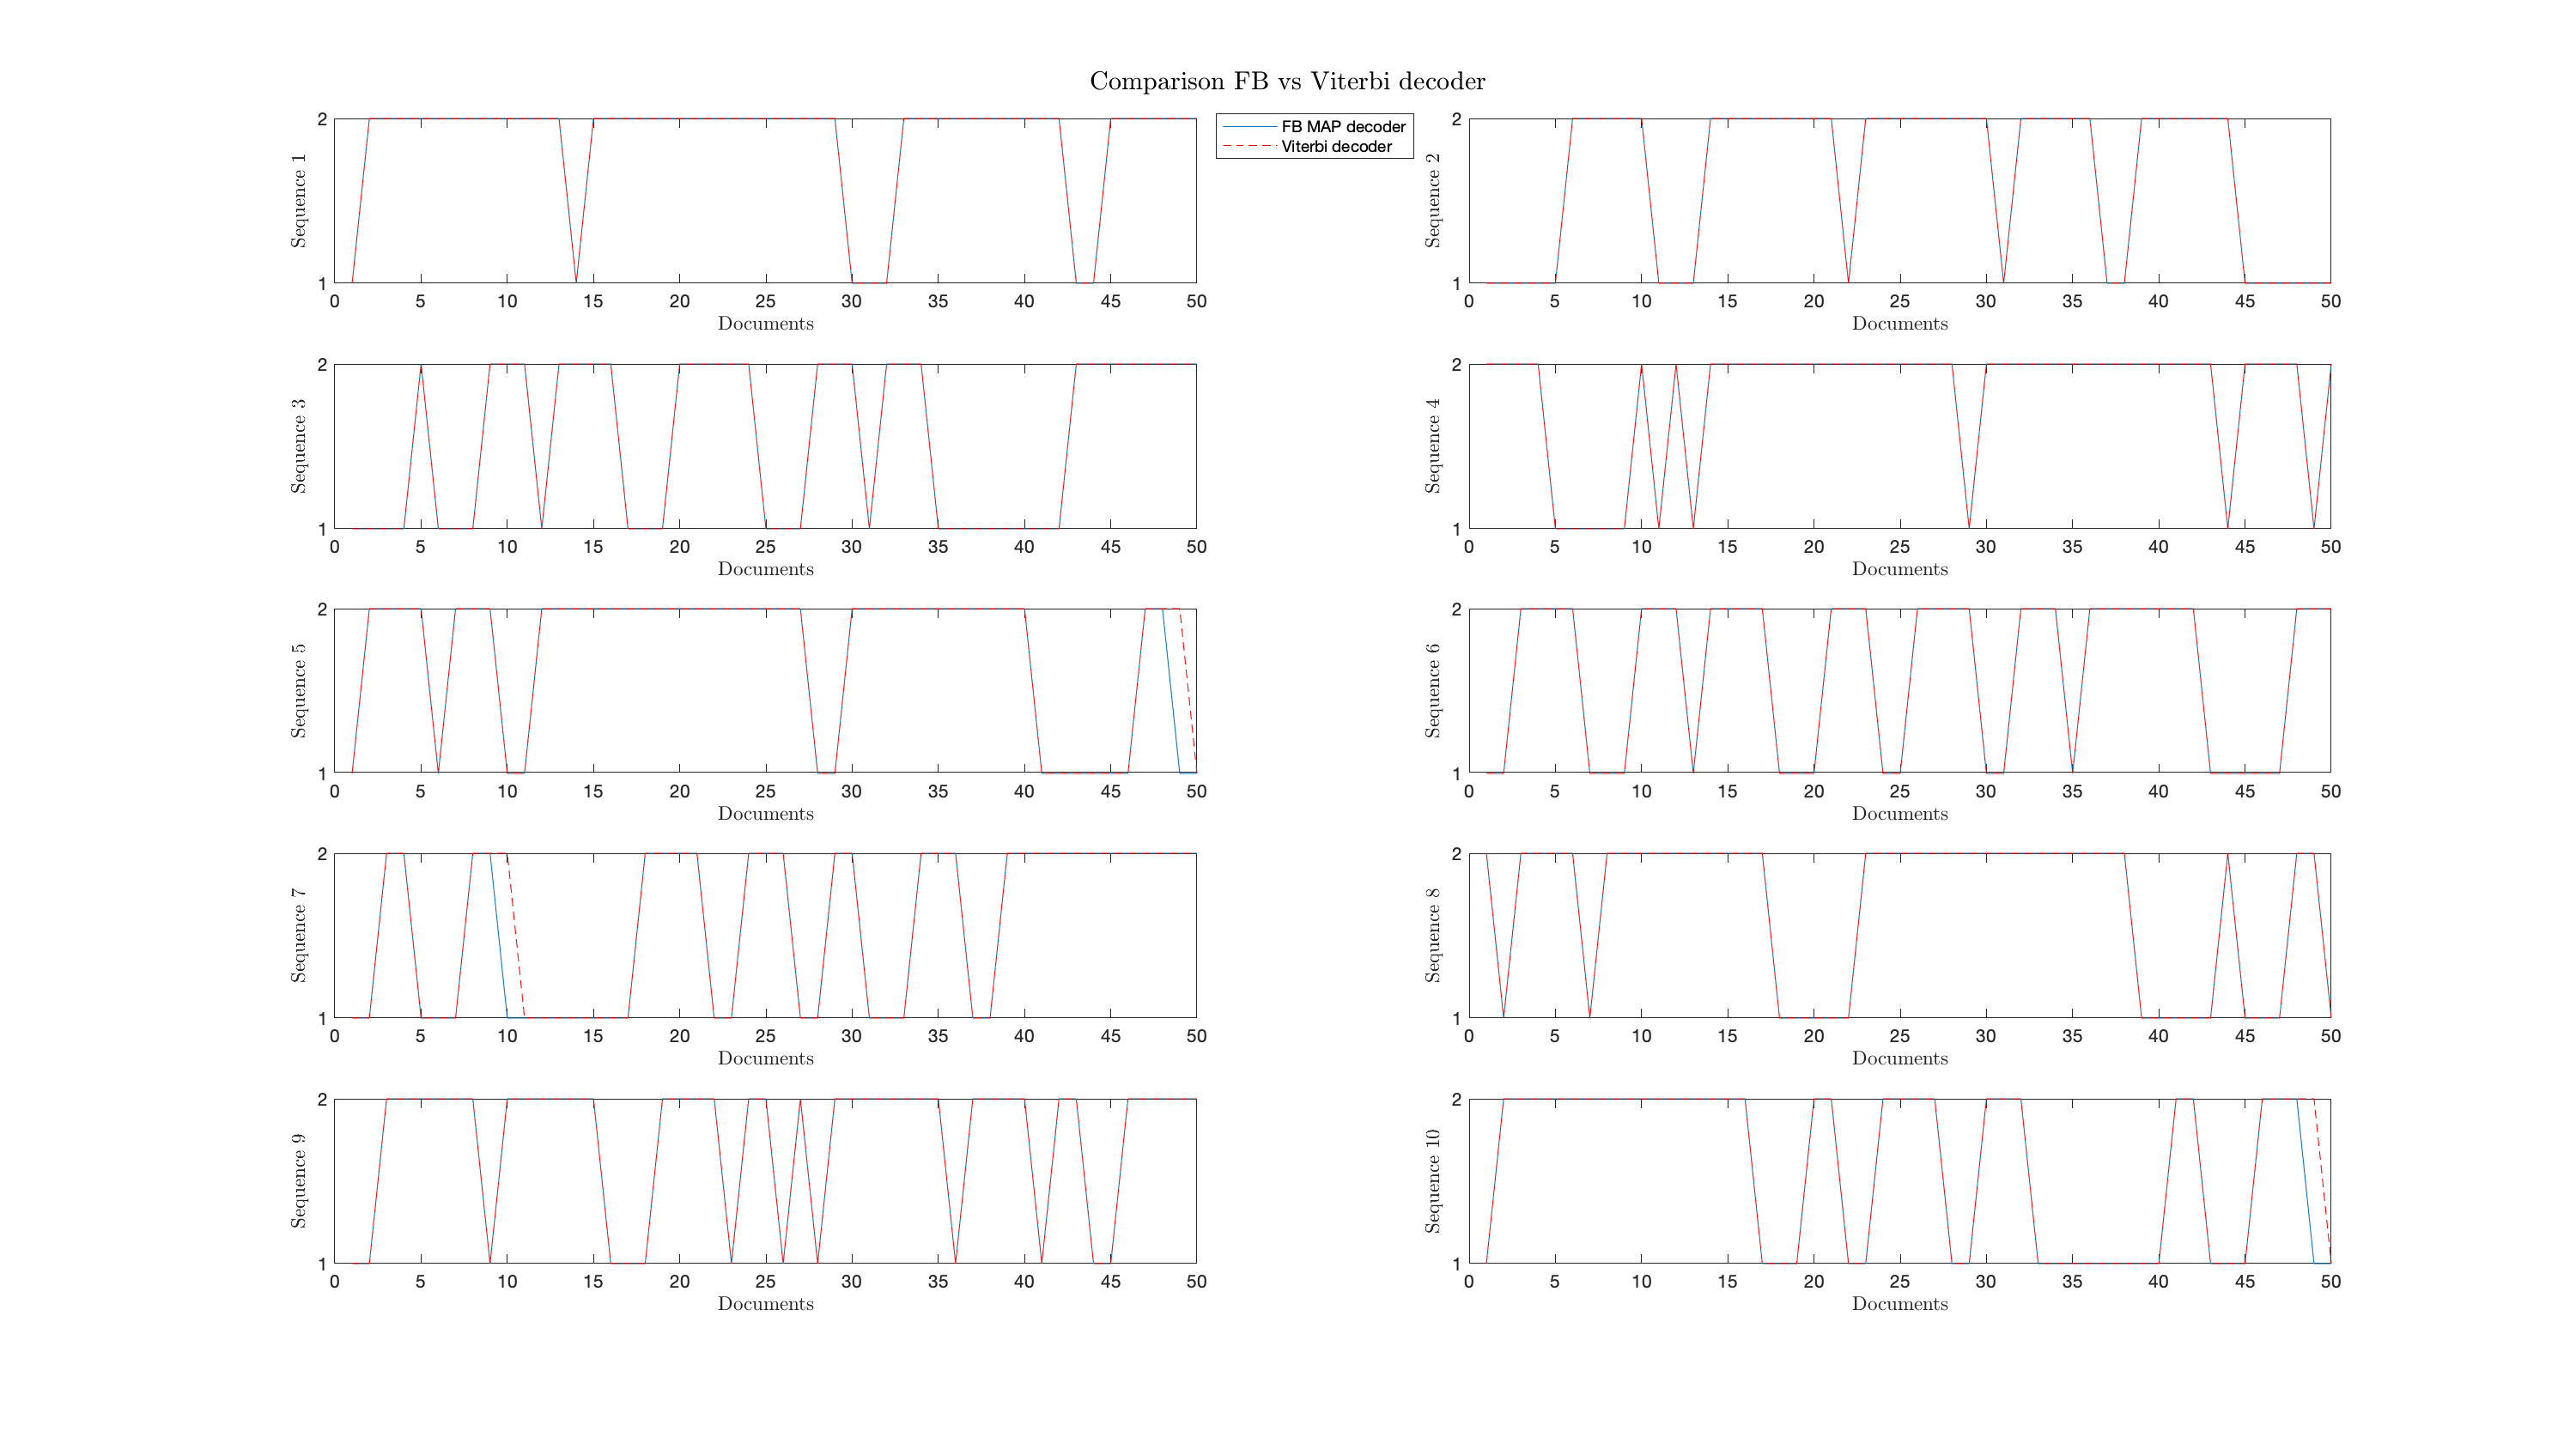 Comparison FB vs Viterbi decoder
FB MAP decoder
Viterbi decoder
Sequence 1
2
1
0 5 10 15 20 25 30 35 40 45 50
Documents
Sequence 2
2
1
0 5 10 15 20 25 30 35 40 45 50
Documents
Sequence 3
2
1
0 5 10 15 20 25 30 35 40 45 50
Documents
Sequence 4
2
1
0 5 10 15 20 25 30 35 40 45 50
Documents
Sequence 5
2
1
0 5 10 15 20 25 30 35 40 45 50
Documents
Sequence 6
2
1
0 5 10 15 20 25 30 35 40 45 50
Documents
Sequence 7
2
1
0 5 10 15 20 25 30 35 40 45 50
Documents
Sequence 8
2
1
0 5 10 15 20 25 30 35 40 45 50
Documents
Sequence 9
2
1
0 5 10 15 20 25 30 35 40 45 50
Documents
Sequence 10
2
1
0 5 10 15 20 25 30 35 40 45 50
Documents